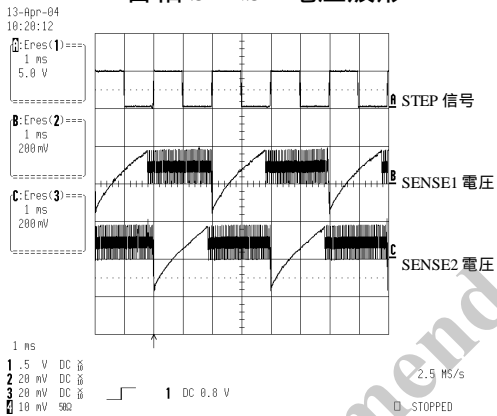 13-Apr-04
10:20:12
A:Eres(1)
1 ms
5.0 V
B:Eres(2)
1 ms
200mV
C:Eres(3)
1 ms
200mV
A STEP 信号
B SENSE1 電圧
C SENSE2 電圧
1 ms
1 .5 V DC
2 20 mV DC
3 20 mV DC
4 10 mV 50Ω
1 DC 0.8 V
2.5 MS/s
STOPPED
mend